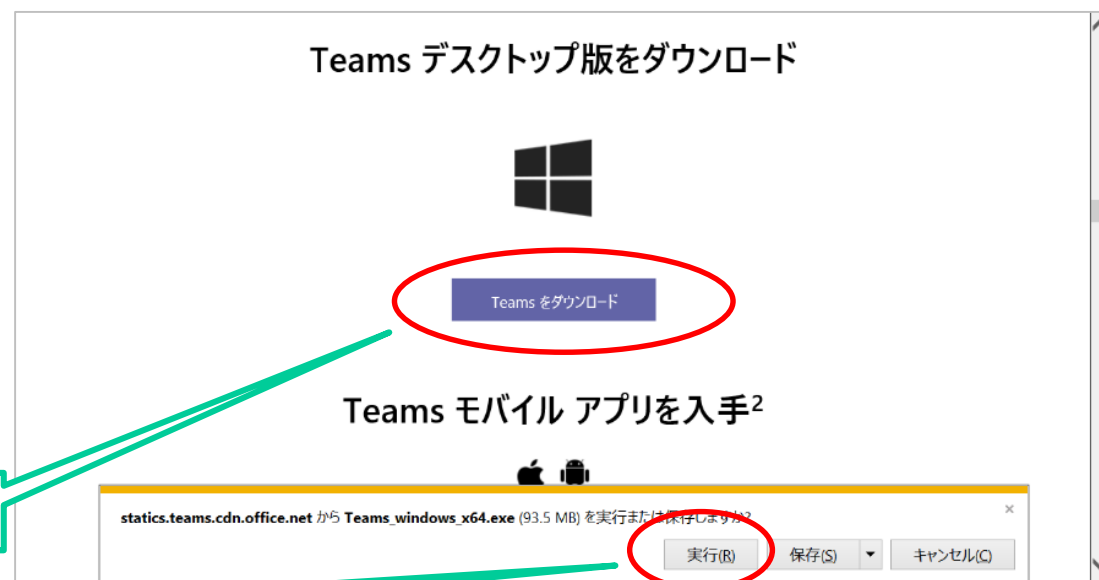 Teams デスクトップ版をダウンロード
Teams をダウンロード
Teams モバイル アプリを入手²
statics.teams.cdn.office.net から Teams_windows_x64.exe (93.5 MB) を実行または保存しますか?
×
実行(R) 保存(S) キャンセル(C)